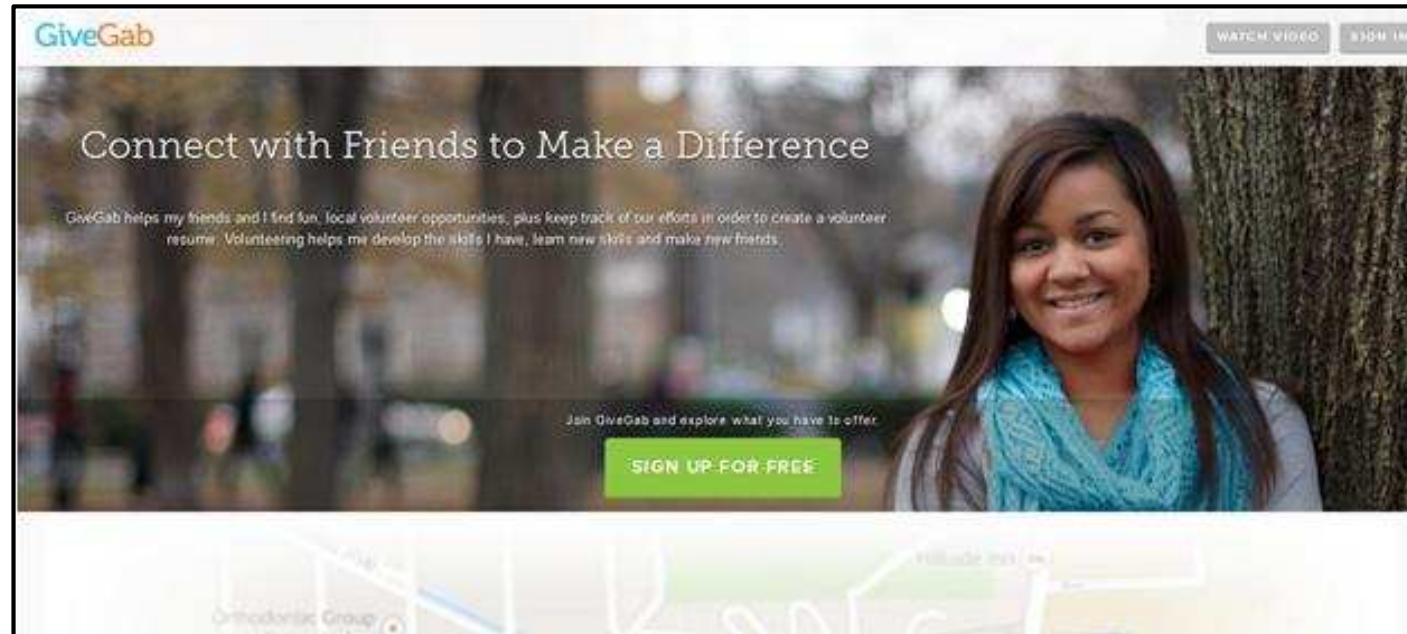 GiveGab
WATCH VIDEO
SIGN IN
Connect with Friends to Make a Difference
GiveGab helps my friends and I find fun, local volunteer opportunities, plus keep track of our efforts in order to create a volunteer
resume. Volunteering helps me develop the skills I have, learn new skills and make new friends.
Join GiveGab and explore what you have to offer.
SIGN UP FOR FREE
Hillside Inn
Orthodontic Group